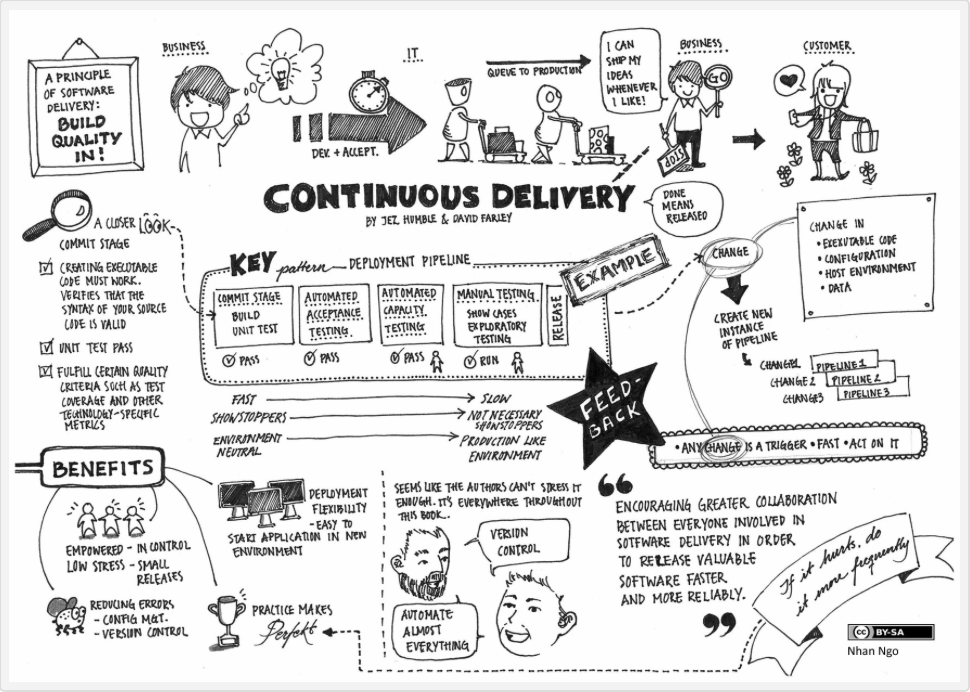 A PRINCIPLE
OF SOFTWARE
DELIVERY:
BUILD
QUALITY
IN!
BUSINESS
IT
DEV. + ACCEPT.
QUEUE TO PRODUCTION
I CAN
SHIP MY
IDEAS
WHENEVER
I LIKE!
BUSINESS
GO
STOP
CUSTOMER
CONTINUOUS DELIVERY
BY JEZ HUMBLE & DAVID FARLEY
DONE
MEANS
RELEASED
A CLOSER LOOK
COMMIT STAGE
CREATING EXECUTABLE
CODE MUST WORK.
VERIFIES THAT THE
SYNTAX OF YOUR SOURCE
CODE IS VALID
UNIT TEST PASS
FULFILL CERTAIN QUALITY
CRITERIA SUCH AS TEST
COVERAGE AND OTHER
TECHNOLOGY-SPECIFIC
METRICS
KEY pattern - DEPLOYMENT PIPELINE
EXAMPLE
COMMIT STAGE
BUILD
UNIT TEST
PASS
AUTOMATED
ACCEPTANCE
TESTING
PASS
AUTOMATED
CAPACITY
TESTING
PASS
MANUAL TESTING
SHOW CASES
EXPLORATORY
TESTING
RUN
RELEASE
FAST
SLOW
SHOWSTOPPERS
NOT NECESSARY
SHOWSTOPPERS
ENVIRONMENT
NEUTRAL
PRODUCTION LIKE
ENVIRONMENT
FEED-
BACK
CHANGE
CHANGE IN
• EXEKUTABLE CODE
• CONFIGURATION
• HOST ENVIRONMENT
• DATA
CREATE NEW
INSTANCE
OF PIPELINE
CHANGE1 PIPELINE 1
CHANGE 2 PIPELINE 2
CHANGE3 PIPELINE 3
• ANY CHANGE IS A TRIGGER • FAST • ACT ON IT
BENEFITS
EMPOWERED - IN CONTROL
LOW STRESS - SMALL
RELEASES
REDUCING ERRORS
- CONFIG MGT.
- VERSION CONTROL
DEPLOYMENT
FLEXIBILITY
- EASY TO
START APPLICATION IN NEW
ENVIRONMENT
PRACTICE MAKES
Perfekt
SEEMS LIKE THE AUTHORS CAN'T STRESS IT
ENOUGH. IT'S EVERYWHERE THROUGHOUT
THIS BOOK..
VERSION
CONTROL
AUTOMATE
ALMOST
EVERYTHING
“
ENCOURAGING GREATER COLLABORATION
BETWEEN EVERYONE INVOLVED IN
SOFTWARE DELIVERY IN ORDER
TO RELEASE VALUABLE
SOFTWARE FASTER
AND MORE RELIABLY.
”
If it hurts, do
it more frequently
cc BY-SA
Nhan Ngo